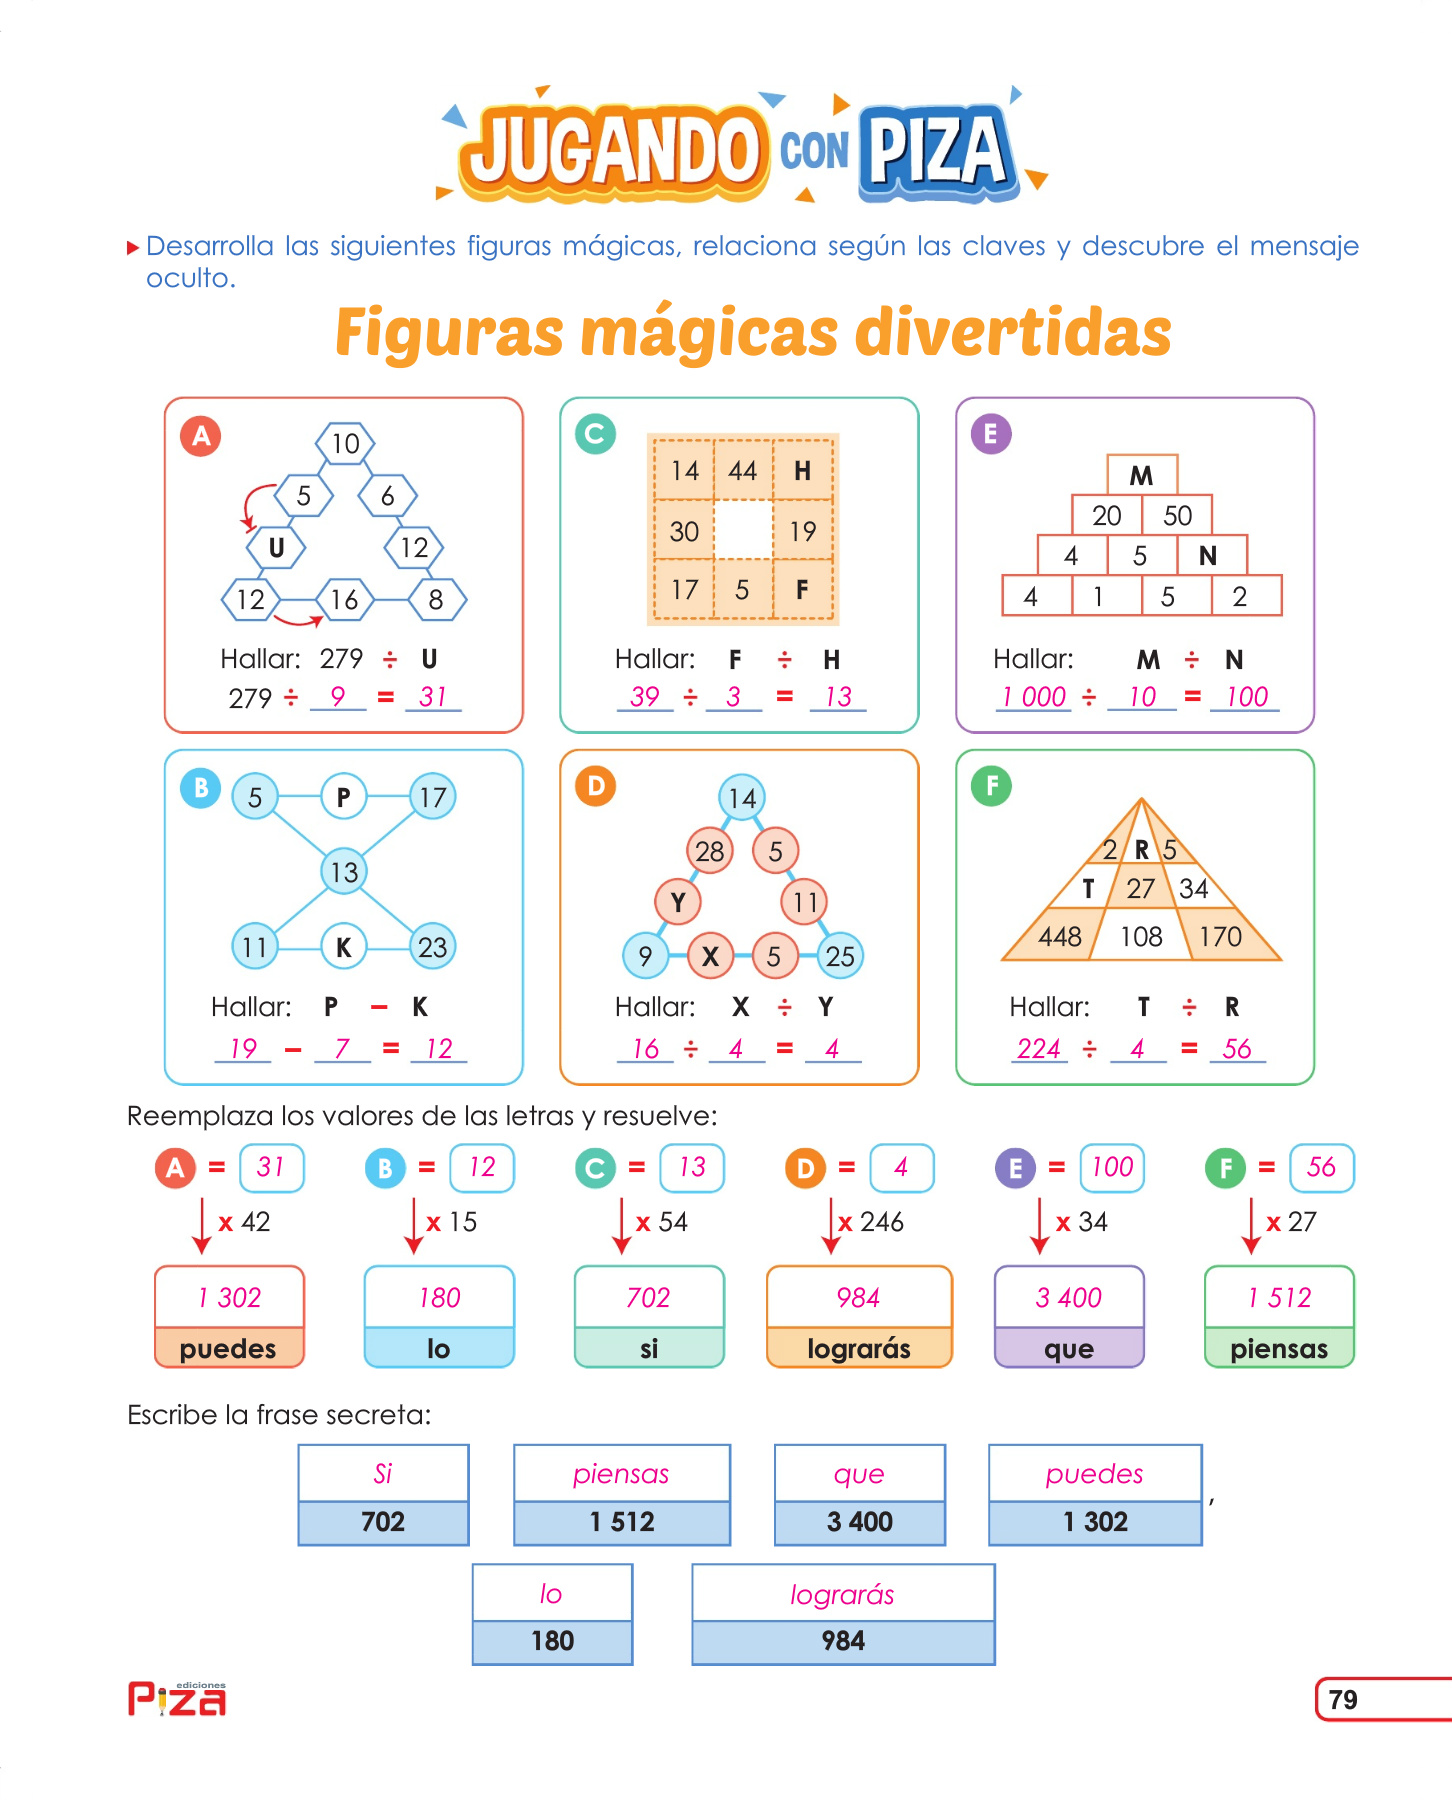 JUGANDO CON PIZA
Desarrolla las siguientes figuras mágicas, relaciona según las claves y descubre el mensaje
oculto.
Figuras mágicas divertidas
A
10
5 6
U 12
12 16 8
Hallar: 279 ÷ U
279 ÷ 9 = 31
C
14 44 H
30 19
17 5 F
Hallar: F ÷ H
39 ÷ 3 = 13
E
M
20 50
4 5 N
4 1 5 2
Hallar: M ÷ N
1 000 ÷ 10 = 100
B
5 P 17
13
11 K 23
Hallar: P − K
19 − 7 = 12
D
14
28 5
Y 11
9 X 5 25
Hallar: X ÷ Y
16 ÷ 4 = 4
F
2 R 5
T 27 34
448 108 170
Hallar: T ÷ R
224 ÷ 4 = 56
Reemplaza los valores de las letras y resuelve:
A = 31 B = 12 C = 13 D = 4 E = 100 F = 56
x 42 x 15 x 54 x 246 x 34 x 27
1 302 180 702 984 3 400 1 512
puedes lo si lograrás que piensas
Escribe la frase secreta:
Si piensas que puedes
702 1 512 3 400 1 302 ,
lo lograrás
180 984
ediciones
Piza
79